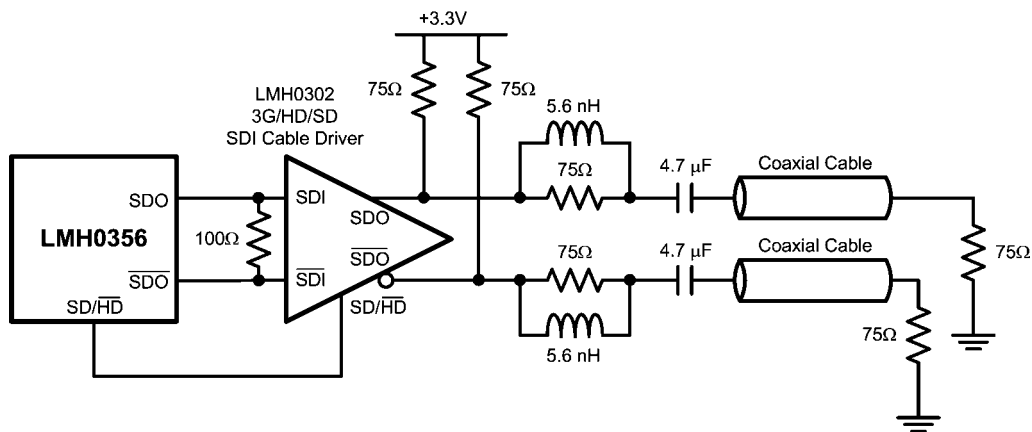 +3.3V
75Ω
75Ω
LMH0302
3G/HD/SD
SDI Cable Driver
5.6 nH
75Ω
4.7 µF
Coaxial Cable
SDO
SDI
SDO
LMH0356
100Ω
75Ω
SDO
75Ω
4.7 µF
Coaxial Cable
SDO
SDI
SD/HD
SD/HD
5.6 nH
75Ω